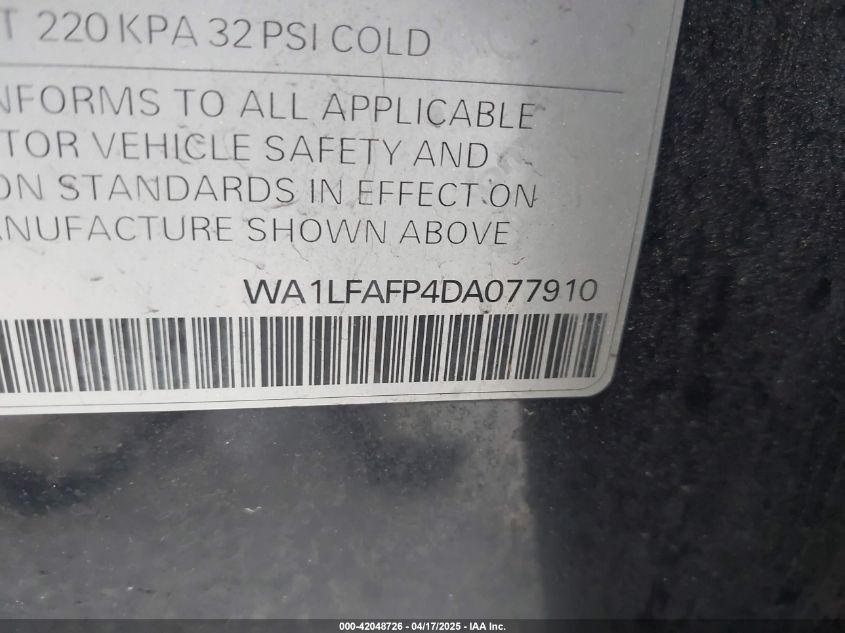 T 220 KPA 32 PSI COLD
NFORMS TO ALL APPLICABLE
TOR VEHICLE SAFETY AND
ON STANDARDS IN EFFECT ON
ANUFACTURE SHOWN ABOVE
WA1LFAFP4DA077910
000-42048726 - 04/17/2025 - IAA Inc.